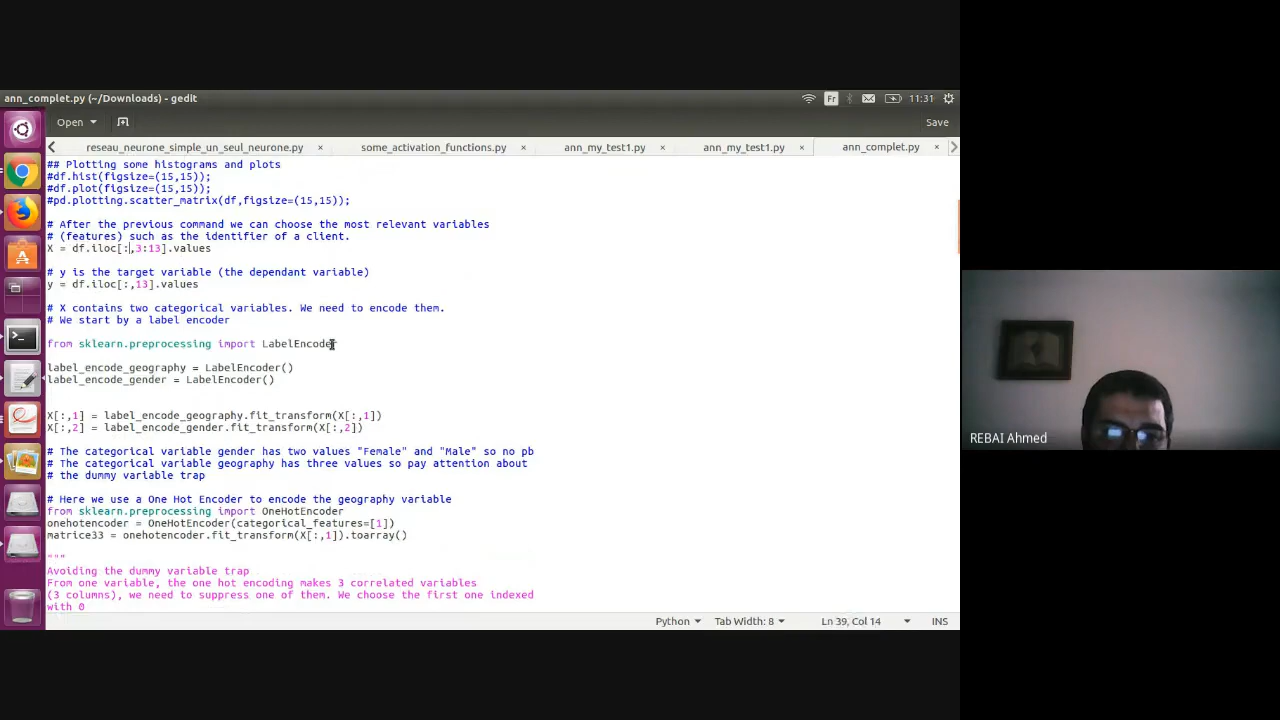 ann_complet.py (~/Downloads) - gedit
Fr
11:31
Open
Save
reseau_neurone_simple_un_seul_neurone.py
some_activation_functions.py
ann_my_test1.py
ann_my_test1.py
ann_complet.py
## Plotting some histograms and plots
#df.hist(figsize=(15,15));
#df.plot(figsize=(15,15));
#pd.plotting.scatter_matrix(df,figsize=(15,15));
# After the previous command we can choose the most relevant variables
# (features) such as the identifier of a client.
X = df.iloc[:,3:13].values
# y is the target variable (the dependant variable)
y = df.iloc[:,13].values
# X contains two categorical variables. We need to encode them.
# We start by a label encoder
from sklearn.preprocessing import LabelEncoder
label_encode_geography = LabelEncoder()
label_encode_gender = LabelEncoder()
X[:,1] = label_encode_geography.fit_transform(X[:,1])
X[:,2] = label_encode_gender.fit_transform(X[:,2])
# The categorical variable gender has two values "Female" and "Male" so no pb
# The categorical variable geography has three values so pay attention about
# the dummy variable trap
# Here we use a One Hot Encoder to encode the geography variable
from sklearn.preprocessing import OneHotEncoder
onehotencoder = OneHotEncoder(categorical_features=[1])
matrice33 = onehotencoder.fit_transform(X[:,1]).toarray()
"""
Avoiding the dummy variable trap
From one variable, the one hot encoding makes 3 correlated variables
(3 columns), we need to suppress one of them. We choose the first one indexed
with 0
Python
Tab Width: 8
Ln 39, Col 14
INS
REBAI Ahmed